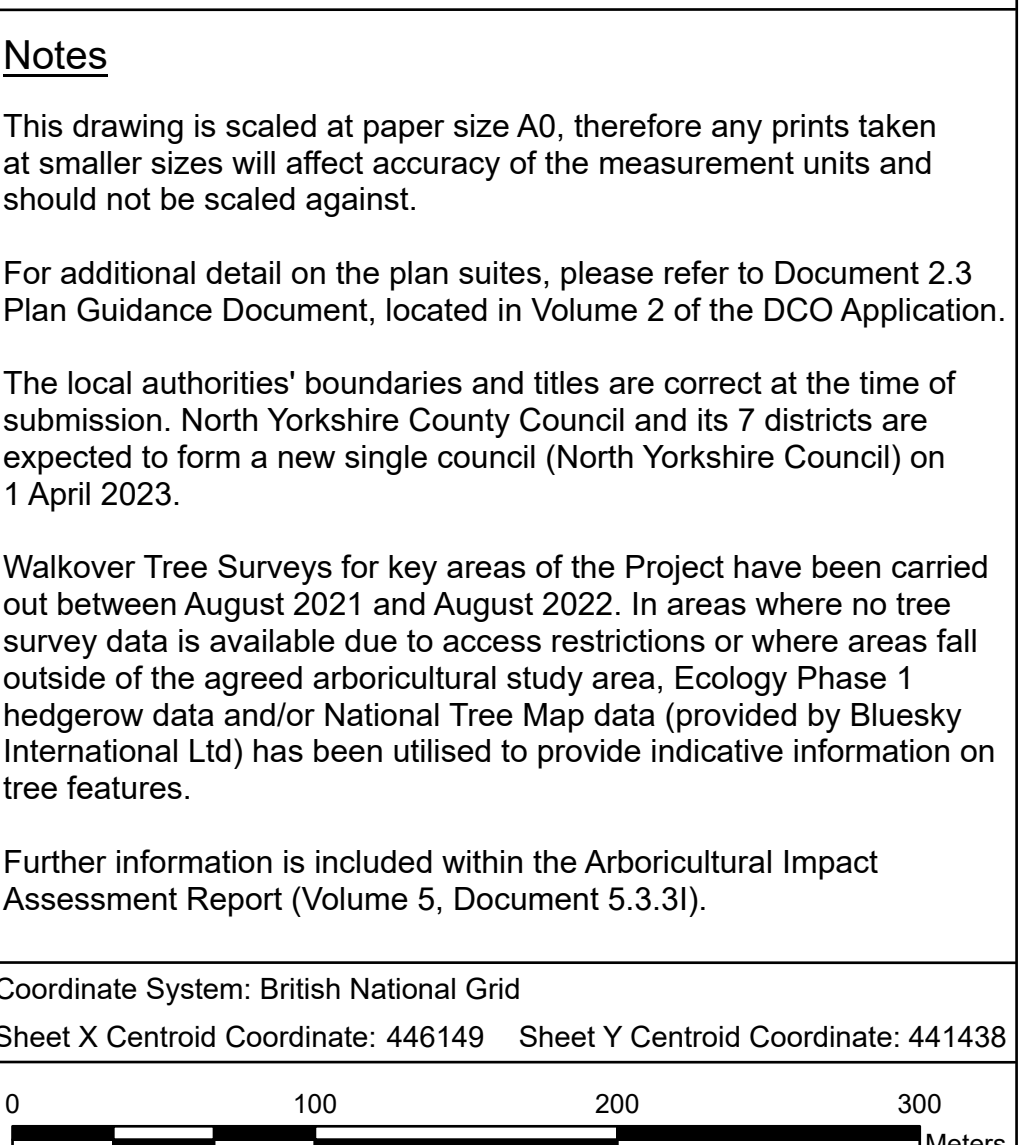 Notes
This drawing is scaled at paper size A0, therefore any prints taken
at smaller sizes will affect accuracy of the measurement units and
should not be scaled against.
For additional detail on the plan suites, please refer to Document 2.3
Plan Guidance Document, located in Volume 2 of the DCO Application.
The local authorities' boundaries and titles are correct at the time of
submission. North Yorkshire County Council and its 7 districts are
expected to form a new single council (North Yorkshire Council) on
1 April 2023.
Walkover Tree Surveys for key areas of the Project have been carried
out between August 2021 and August 2022. In areas where no tree
survey data is available due to access restrictions or where areas fall
outside of the agreed arboricultural study area, Ecology Phase 1
hedgerow data and/or National Tree Map data (provided by Bluesky
International Ltd) has been utilised to provide indicative information on
tree features.
Further information is included within the Arboricultural Impact
Assessment Report (Volume 5, Document 5.3.3I).
Coordinate System: British National Grid
Sheet X Centroid Coordinate: 446149 Sheet Y Centroid Coordinate: 441438
0 100 200 300
Meters